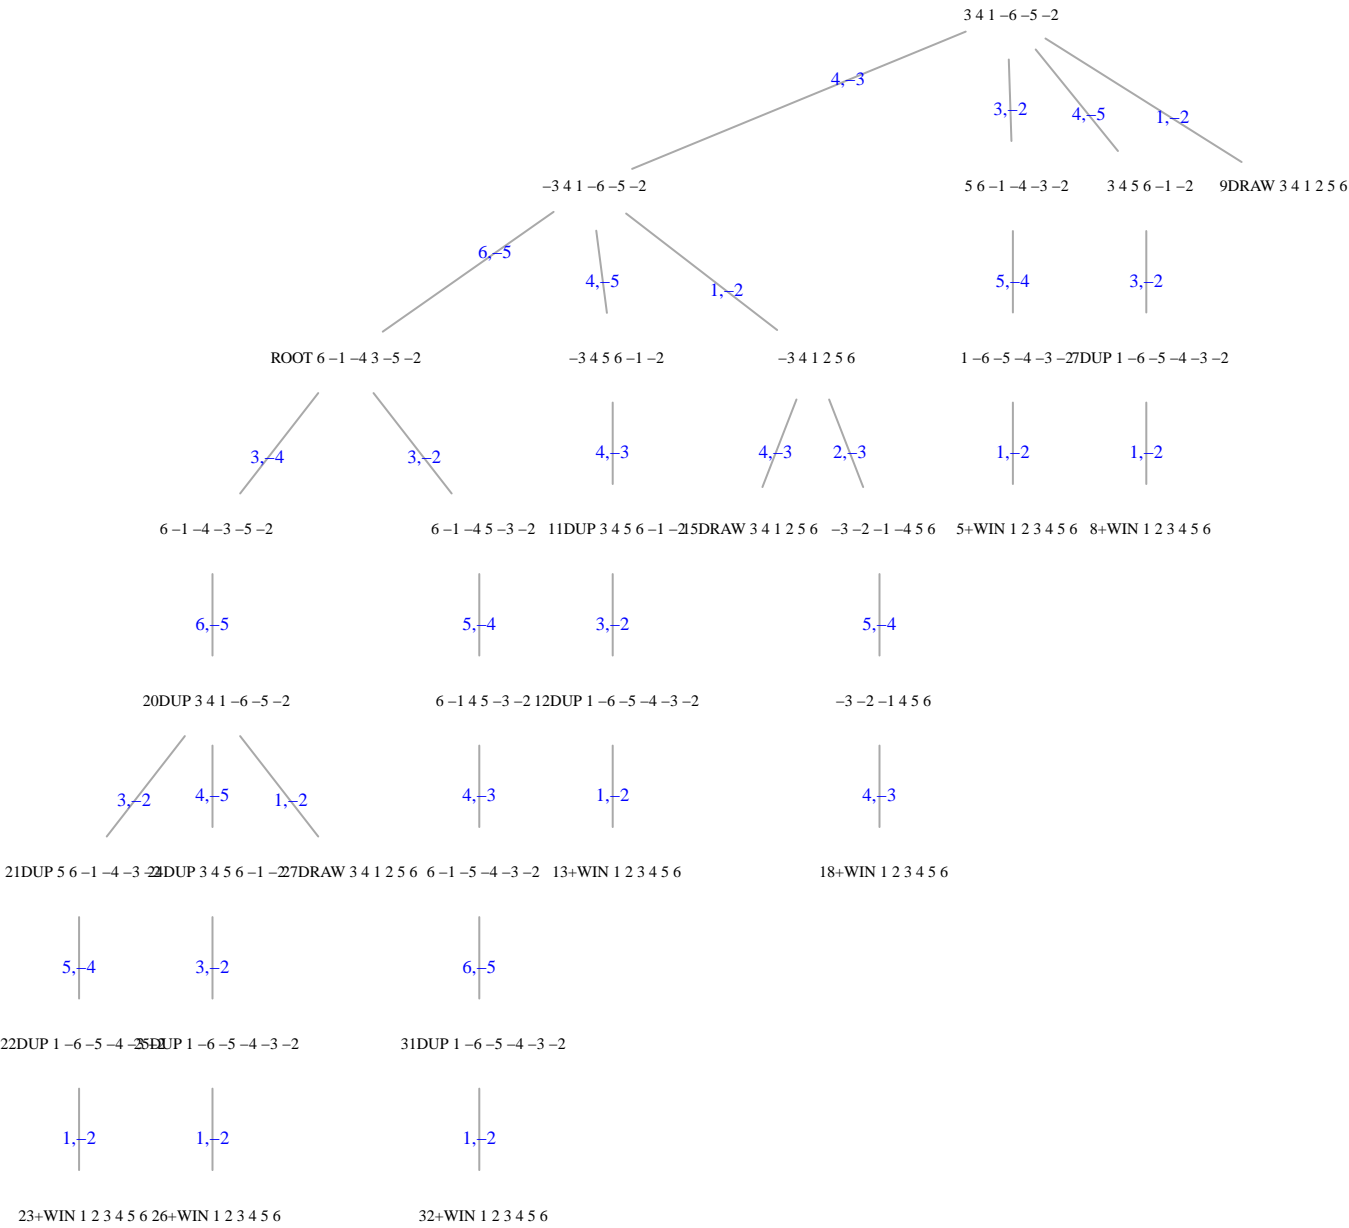 3 4 1 –6 –5 –2
4,–3
3,–2
4,–5
1,–2
–3 4 1 –6 –5 –2
5 6 –1 –4 –3 –2
3 4 5 6 –1 –2
9DRAW 3 4 1 2 5 6
6,–5
4,–5
1,–2
5,–4
3,–2
ROOT 6 –1 –4 3 –5 –2
–3 4 5 6 –1 –2
–3 4 1 2 5 6
1 –6 –5 –4 –3 –2
7DUP 1 –6 –5 –4 –3 –2
3,–4
3,–2
4,–3
4,–3
2,–3
1,–2
1,–2
6 –1 –4 –3 –5 –2
6 –1 –4 5 –3 –2
11DUP 3 4 5 6 –1 –2
15DRAW 3 4 1 2 5 6
–3 –2 –1 –4 5 6
5+WIN 1 2 3 4 5 6
8+WIN 1 2 3 4 5 6
6,–5
5,–4
3,–2
5,–4
20DUP 3 4 1 –6 –5 –2
6 –1 4 5 –3 –2
12DUP 1 –6 –5 –4 –3 –2
–3 –2 –1 4 5 6
3,–2
4,–5
1,–2
4,–3
1,–2
4,–3
21DUP 5 6 –1 –4 –3 –2
24DUP 3 4 5 6 –1 –2
27DRAW 3 4 1 2 5 6
6 –1 –5 –4 –3 –2
13+WIN 1 2 3 4 5 6
18+WIN 1 2 3 4 5 6
5,–4
3,–2
6,–5
22DUP 1 –6 –5 –4 –3 –2
25DUP 1 –6 –5 –4 –3 –2
31DUP 1 –6 –5 –4 –3 –2
1,–2
1,–2
1,–2
23+WIN 1 2 3 4 5 6
26+WIN 1 2 3 4 5 6
32+WIN 1 2 3 4 5 6